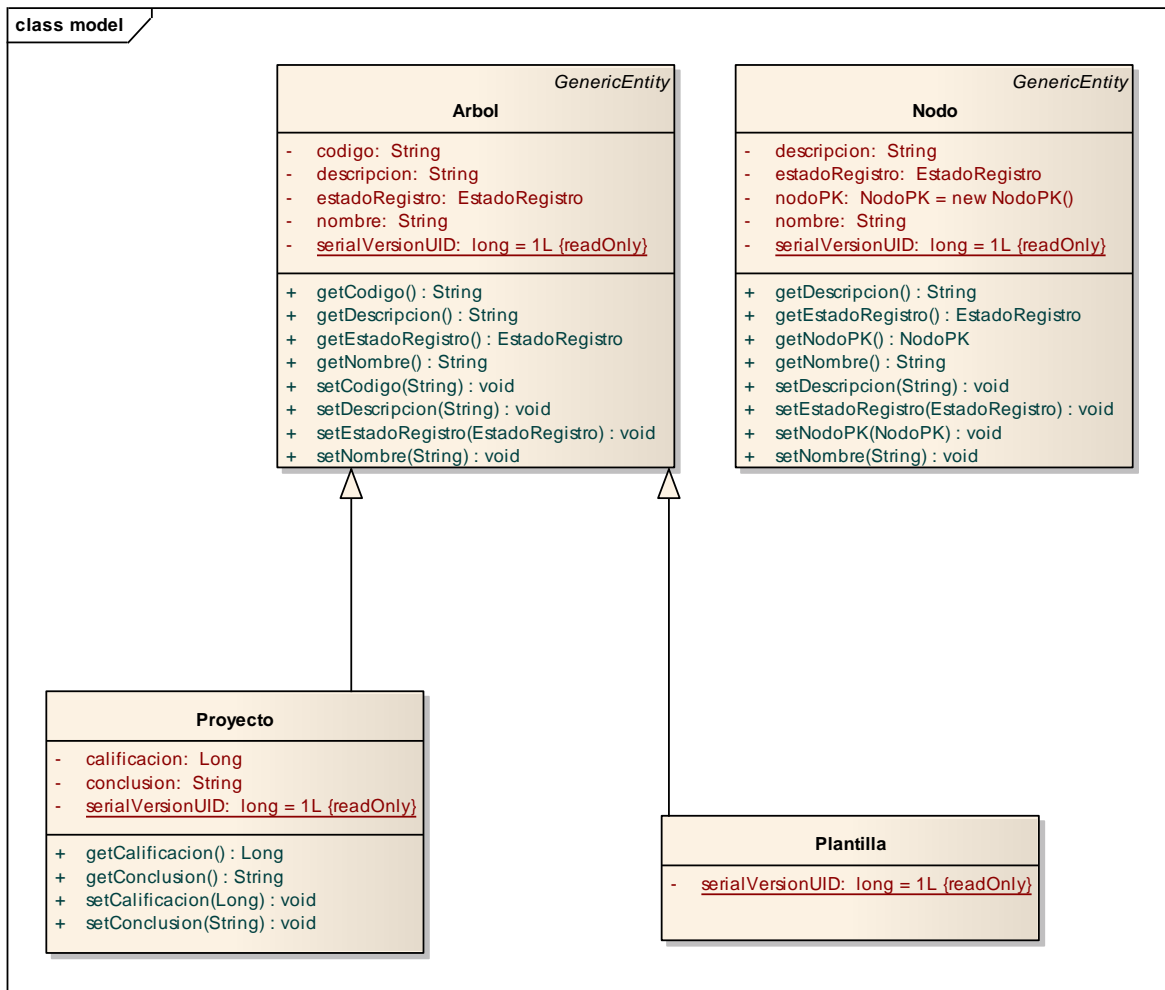 class model
GenericEntity
Arbol
- codigo: String
- descripcion: String
- estadoRegistro: EstadoRegistro
- nombre: String
- serialVersionUID: long = 1L {readOnly}
+ getCodigo() : String
+ getDescripcion() : String
+ getEstadoRegistro() : EstadoRegistro
+ getNombre() : String
+ setCodigo(String) : void
+ setDescripcion(String) : void
+ setEstadoRegistro(EstadoRegistro) : void
+ setNombre(String) : void
GenericEntity
Nodo
- descripcion: String
- estadoRegistro: EstadoRegistro
- nodoPK: NodoPK = new NodoPK()
- nombre: String
- serialVersionUID: long = 1L {readOnly}
+ getDescripcion() : String
+ getEstadoRegistro() : EstadoRegistro
+ getNodoPK() : NodoPK
+ getNombre() : String
+ setDescripcion(String) : void
+ setEstadoRegistro(EstadoRegistro) : void
+ setNodoPK(NodoPK) : void
+ setNombre(String) : void
Proyecto
- calificacion: Long
- conclusion: String
- serialVersionUID: long = 1L {readOnly}
+ getCalificacion() : Long
+ getConclusion() : String
+ setCalificacion(Long) : void
+ setConclusion(String) : void
Plantilla
- serialVersionUID: long = 1L {readOnly}